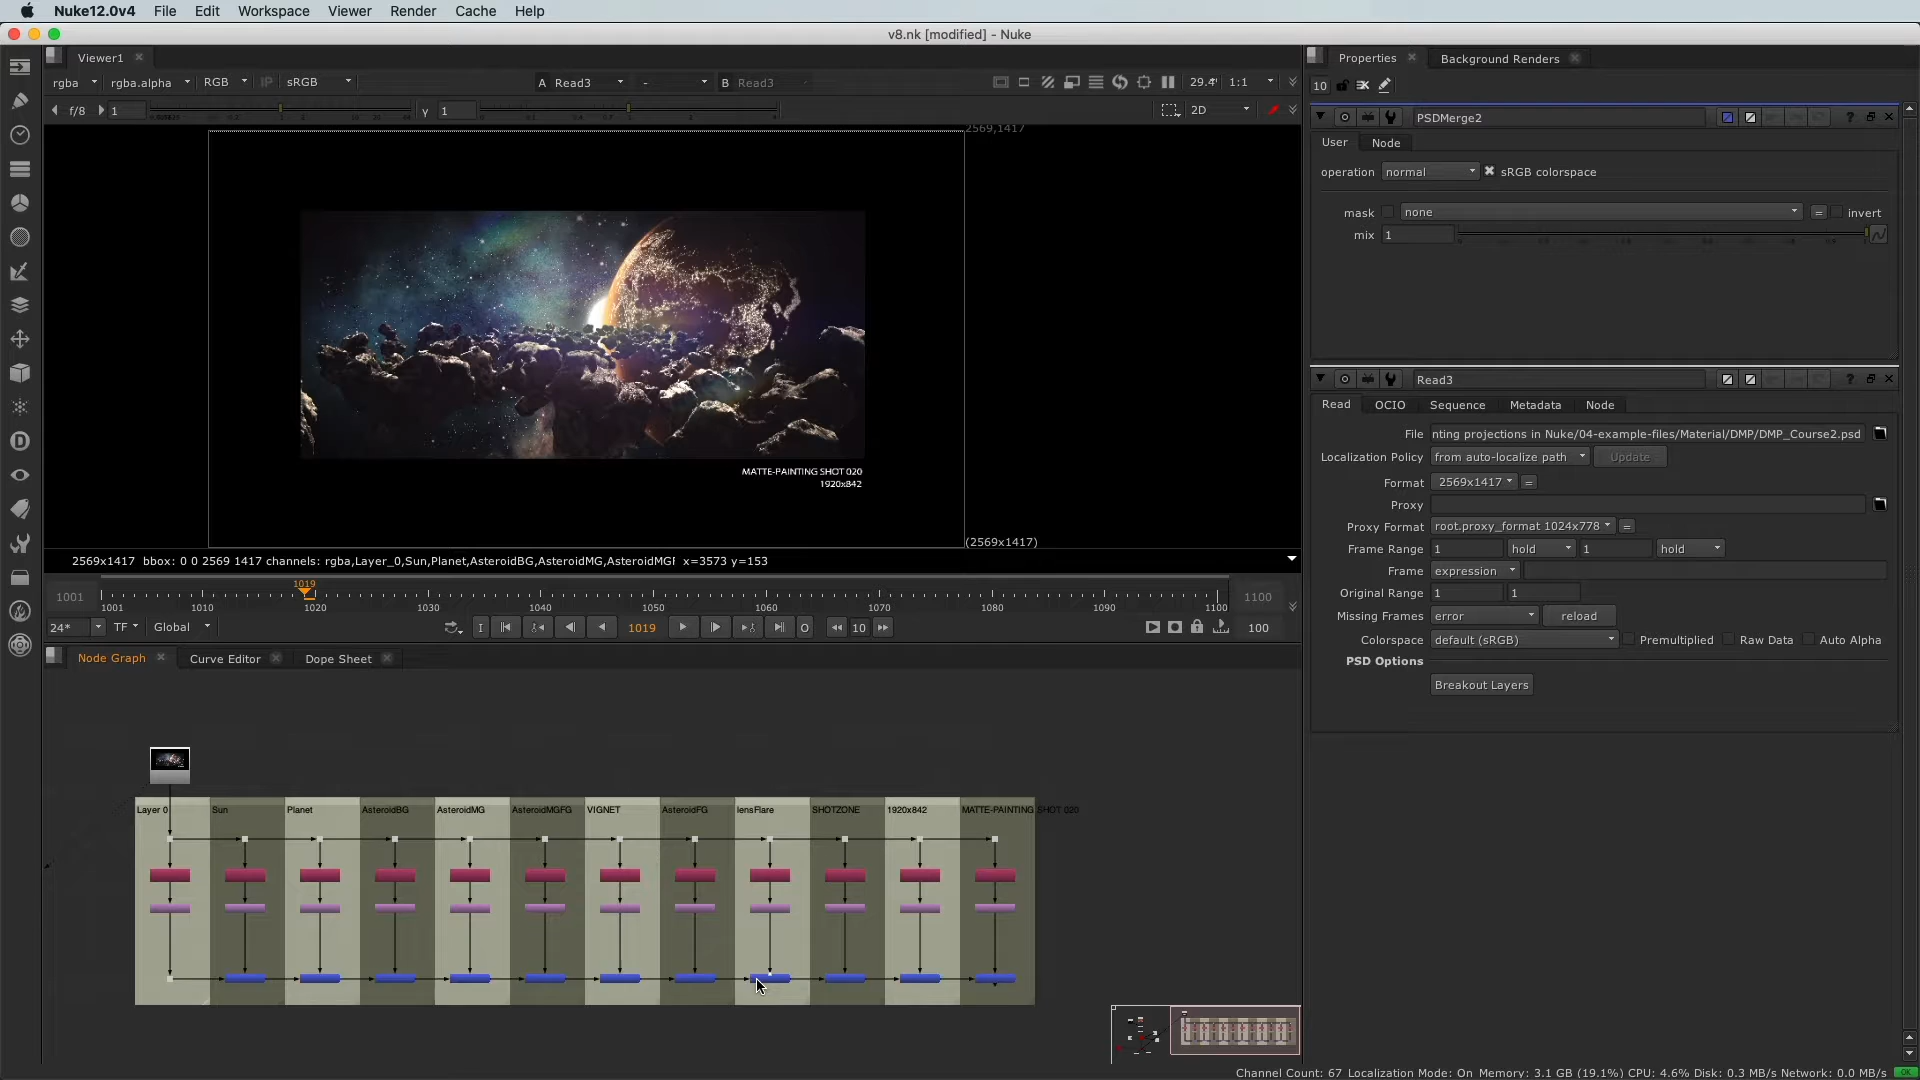 Nuke12.0v4 File Edit Workspace Viewer Render Cache Help
v8.nk [modified] - Nuke
Viewer1
rgba rgba.alpha RGB IP sRGB A Read3 - B Read3 29.4 1:1
f/8 1 γ 1 2D
2569,1417
MATTE-PAINTING SHOT 020
1920x842
(2569x1417)
2569x1417 bbox: 0 0 2569 1417 channels: rgba,Layer_0,Sun,Planet,AsteroidBG,AsteroidMG,AsteroidMGF x=3573 y=153
1019
1001 1100
1001 1010 1020 1030 1040 1050 1060 1070 1080 1090 1100
24* TF Global I 1019 O 10 100
Node Graph Curve Editor Dope Sheet
Layer 0 Sun Planet AsteroidBG AsteroidMG AsteroidMGFG VIGNET AsteroidFG lensFlare SHOTZONE 1920x842 MATTE-PAINTING SHOT 020
Properties Background Renders
10
PSDMerge2
User Node
operation normal sRGB colorspace
mask none = invert
mix 1
Read3
Read OCIO Sequence Metadata Node
File nting projections in Nuke/04-example-files/Material/DMP/DMP_Course2.psd
Localization Policy from auto-localize path Update
Format 2569x1417 =
Proxy
Proxy Format root.proxy_format 1024x778 =
Frame Range 1 hold 1 hold
Frame expression
Original Range 1 1
Missing Frames error reload
Colorspace default (sRGB) Premultiplied Raw Data Auto Alpha
PSD Options
Breakout Layers
Channel Count: 67 Localization Mode: On Memory: 3.1 GB (19.1%) CPU: 4.6% Disk: 0.3 MB/s Network: 0.0 MB/s